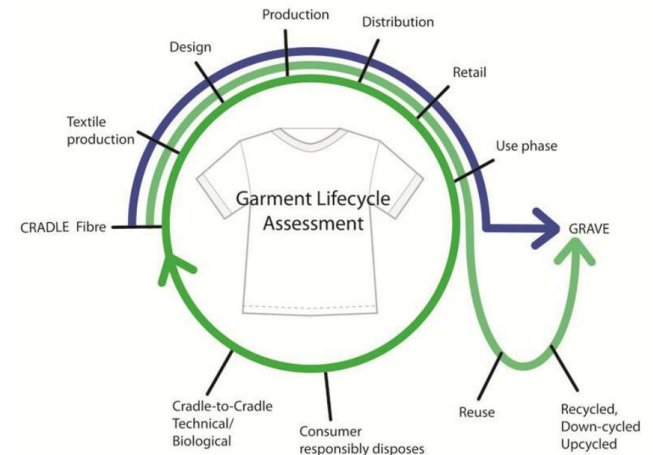 Production
Distribution
Design
Retail
Textile
production
Use phase
Garment Lifecycle
Assessment
CRADLE Fibre
GRAVE
Cradle-to-Cradle
Technical/
Biological
Consumer
responsibly disposes
Reuse
Recycled,
Down-cycled
Upcycled